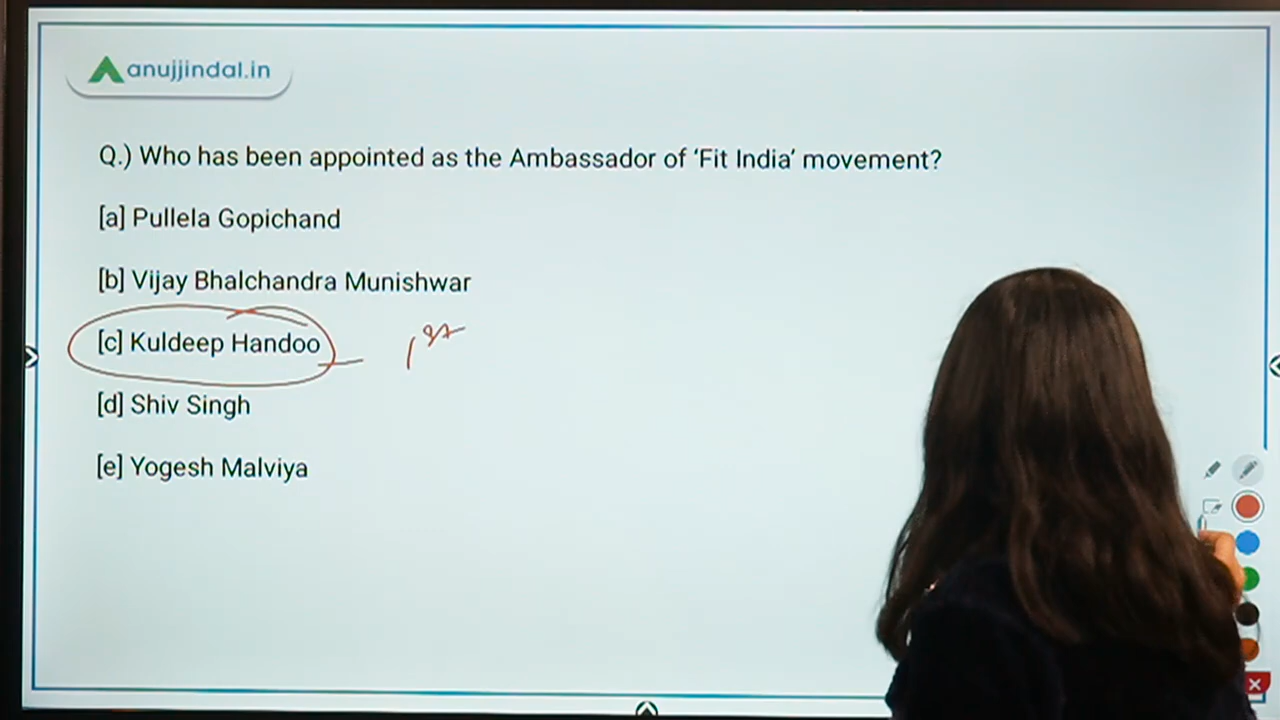 anujjindal.in
Q.) Who has been appointed as the Ambassador of ‘Fit India’ movement?
[a] Pullela Gopichand
[b] Vijay Bhalchandra Munishwar
[c] Kuldeep Handoo
1st
[d] Shiv Singh
[e] Yogesh Malviya